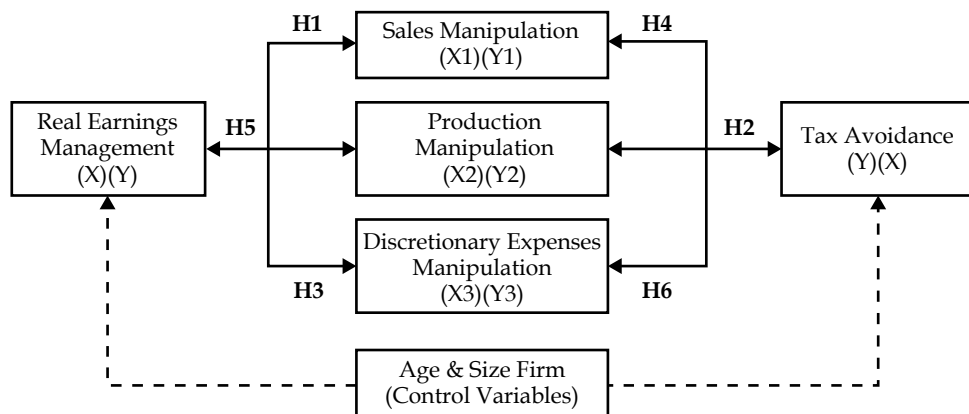 H1
Sales Manipulation
(X1)(Y1)
H4
Real Earnings
Management
(X)(Y)
H5
Production
Manipulation
(X2)(Y2)
H2
Tax Avoidance
(Y)(X)
H3
Discretionary Expenses
Manipulation
(X3)(Y3)
H6
Age & Size Firm
(Control Variables)